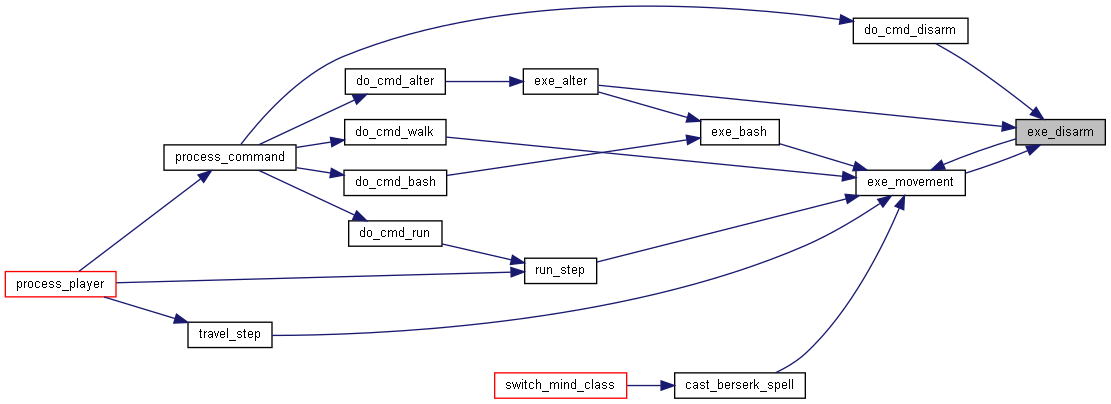 do_cmd_disarm
do_cmd_alter
exe_alter
exe_disarm
do_cmd_walk
exe_bash
process_command
do_cmd_bash
exe_movement
do_cmd_run
run_step
process_player
travel_step
switch_mind_class
cast_berserk_spell